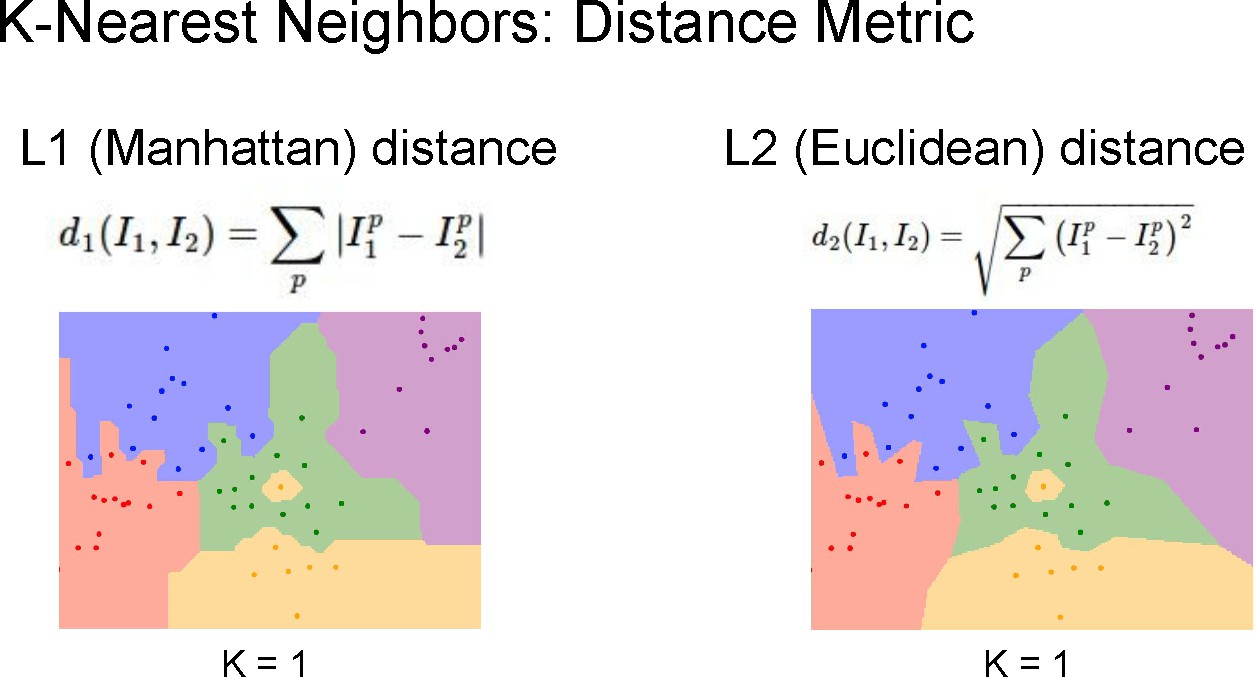 K-Nearest Neighbors: Distance Metric
L1 (Manhattan) distance
d₁(I₁, I₂) = ∑ₚ |I₁ᵖ − I₂ᵖ|
K = 1
L2 (Euclidean) distance
d₂(I₁, I₂) = √(∑ₚ (I₁ᵖ − I₂ᵖ)²)
K = 1